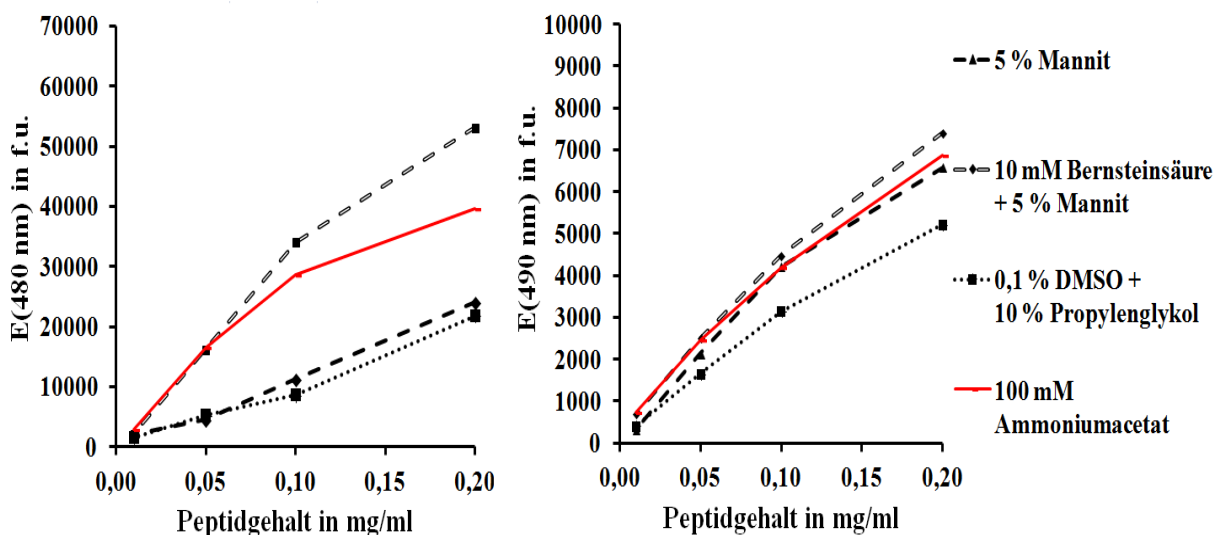 E(480 nm) in f.u.
70000
60000
50000
40000
30000
20000
10000
0
0,00 0,05 0,10 0,15 0,20
Peptidgehalt in mg/ml
E(490 nm) in f.u.
10000
9000
8000
7000
6000
5000
4000
3000
2000
1000
0
0,00 0,05 0,10 0,15 0,20
Peptidgehalt in mg/ml
5 % Mannit
10 mM Bernsteinsäure
+ 5 % Mannit
0,1 % DMSO +
10 % Propylenglykol
100 mM
Ammoniumacetat